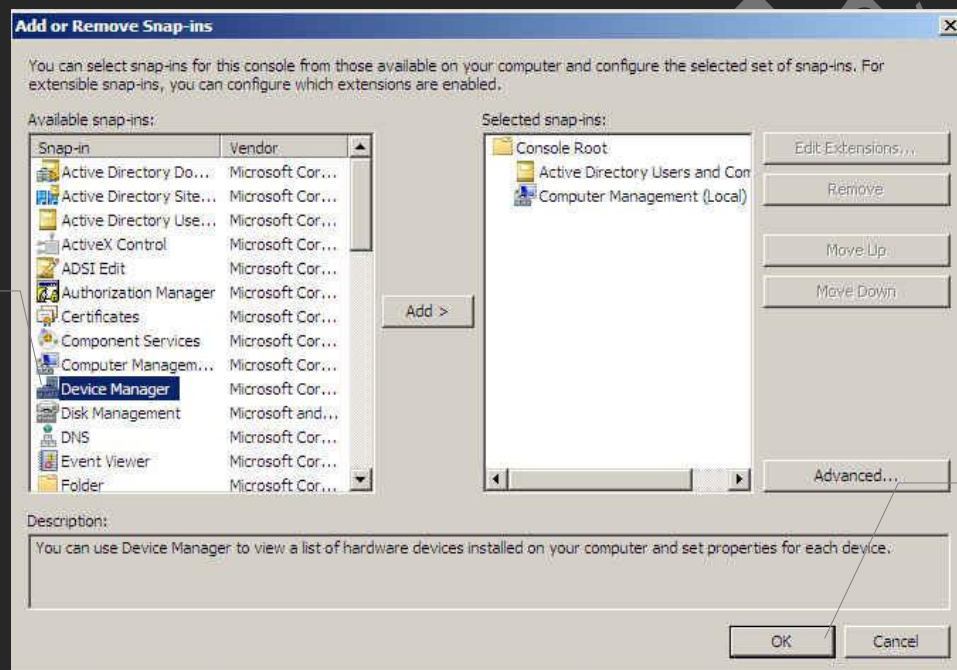 Add or Remove Snap-ins
You can select snap-ins for this console from those available on your computer and configure the selected set of snap-ins. For
extensible snap-ins, you can configure which extensions are enabled.
Available snap-ins:
Selected snap-ins:
Snap-in Vendor
Active Directory Do... Microsoft Cor...
Active Directory Site... Microsoft Cor...
Active Directory Use... Microsoft Cor...
ActiveX Control Microsoft Cor...
ADSI Edit Microsoft Cor...
Authorization Manager Microsoft Cor...
Certificates Microsoft Cor...
Component Services Microsoft Cor...
Computer Managem... Microsoft Cor...
Device Manager Microsoft Cor...
Disk Management Microsoft and...
DNS Microsoft Cor...
Event Viewer Microsoft Cor...
Folder Microsoft Cor...
Add >
Console Root
Active Directory Users and Com
Computer Management (Local)
Edit Extensions...
Remove
Move Up
Move Down
Advanced...
Description:
You can use Device Manager to view a list of hardware devices installed on your computer and set properties for each device.
OK Cancel